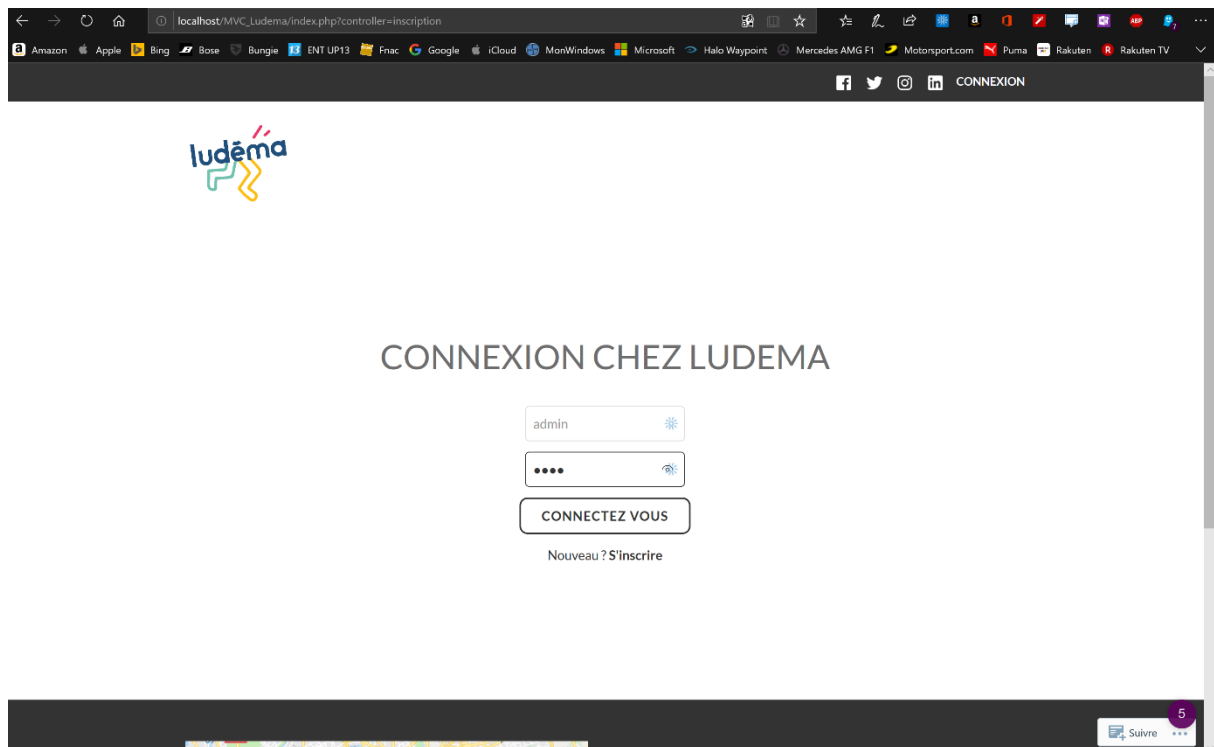 localhost/MVC_Ludema/index.php?controller=inscription
Amazon Apple Bing Bose Bungie ENT UP13 Fnac Google iCloud MonWindows Microsoft Halo Waypoint Mercedes AMG F1 Motorsport.com Puma Rakuten Rakuten TV
CONNEXION
ludēma
CONNEXION CHEZ LUDEMA
admin
CONNECTEZ VOUS
Nouveau ? S'inscrire
5
Suivre